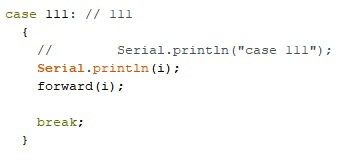 case 111: // 111
{
// Serial.println("case 111");
Serial.println(i);
forward(i);
break;
}